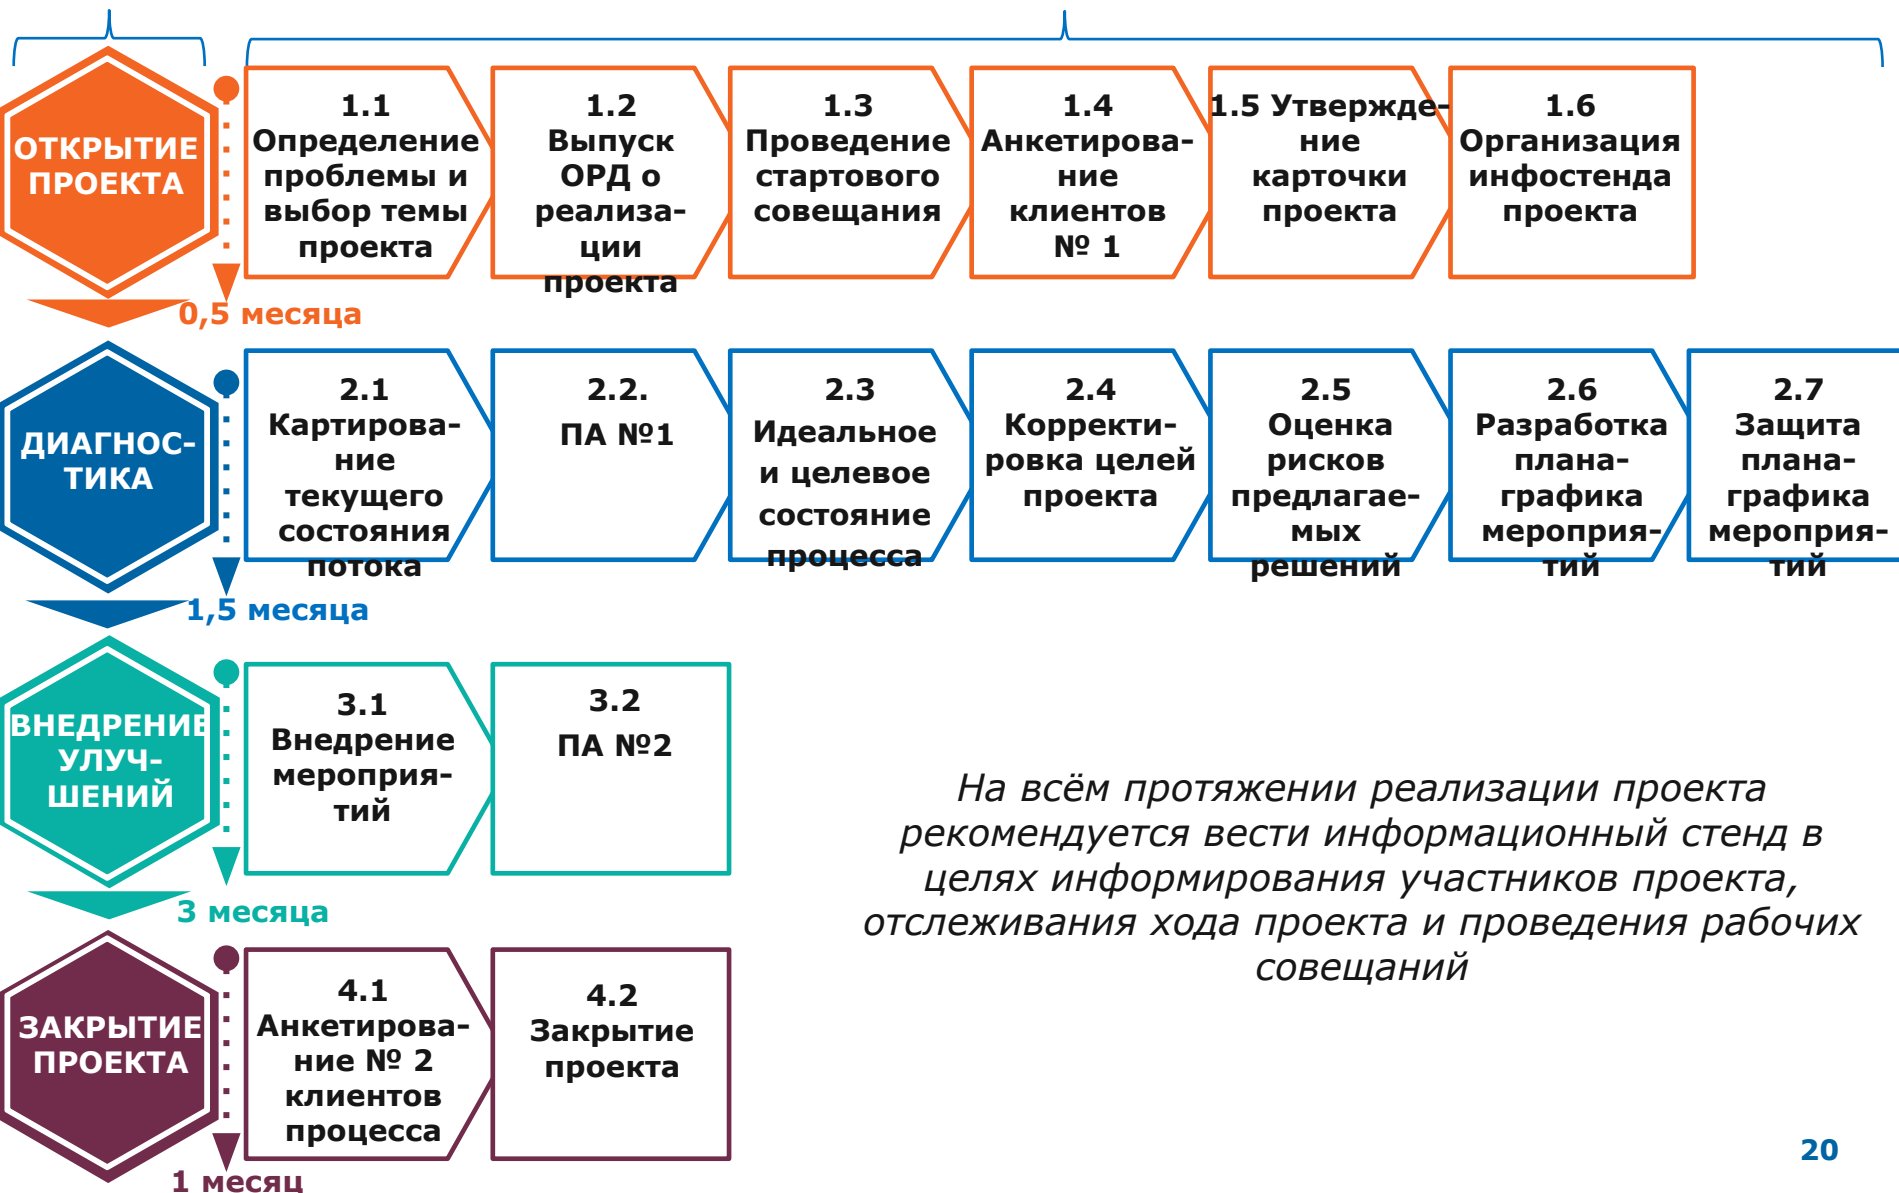 ОТКРЫТИЕ
ПРОЕКТА
0,5 месяца
1.1
Определение
проблемы и
выбор темы
проекта
1.2
Выпуск
ОРД о
реализа-
ции
проекта
1.3
Проведение
стартового
совещания
1.4
Анкетирова-
ние
клиентов
№ 1
1.5 Утвержде-
ние
карточки
проекта
1.6
Организация
инфостенда
проекта
ДИАГНОС-
ТИКА
1,5 месяца
2.1
Картирова-
ние
текущего
состояния
потока
2.2.
ПА №1
2.3
Идеальное
и целевое
состояние
процесса
2.4
Корректи-
ровка целей
проекта
2.5
Оценка
рисков
предлагае-
мых
решений
2.6
Разработка
плана-
графика
мероприя-
тий
2.7
Защита
плана-
графика
мероприя-
тий
ВНЕДРЕНИЕ
УЛУЧ-
ШЕНИЙ
3 месяца
3.1
Внедрение
мероприя-
тий
3.2
ПА №2
На всём протяжении реализации проекта
рекомендуется вести информационный стенд в
целях информирования участников проекта,
отслеживания хода проекта и проведения рабочих
совещаний
ЗАКРЫТИЕ
ПРОЕКТА
1 месяц
4.1
Анкетирова-
ние № 2
клиентов
процесса
4.2
Закрытие
проекта
20